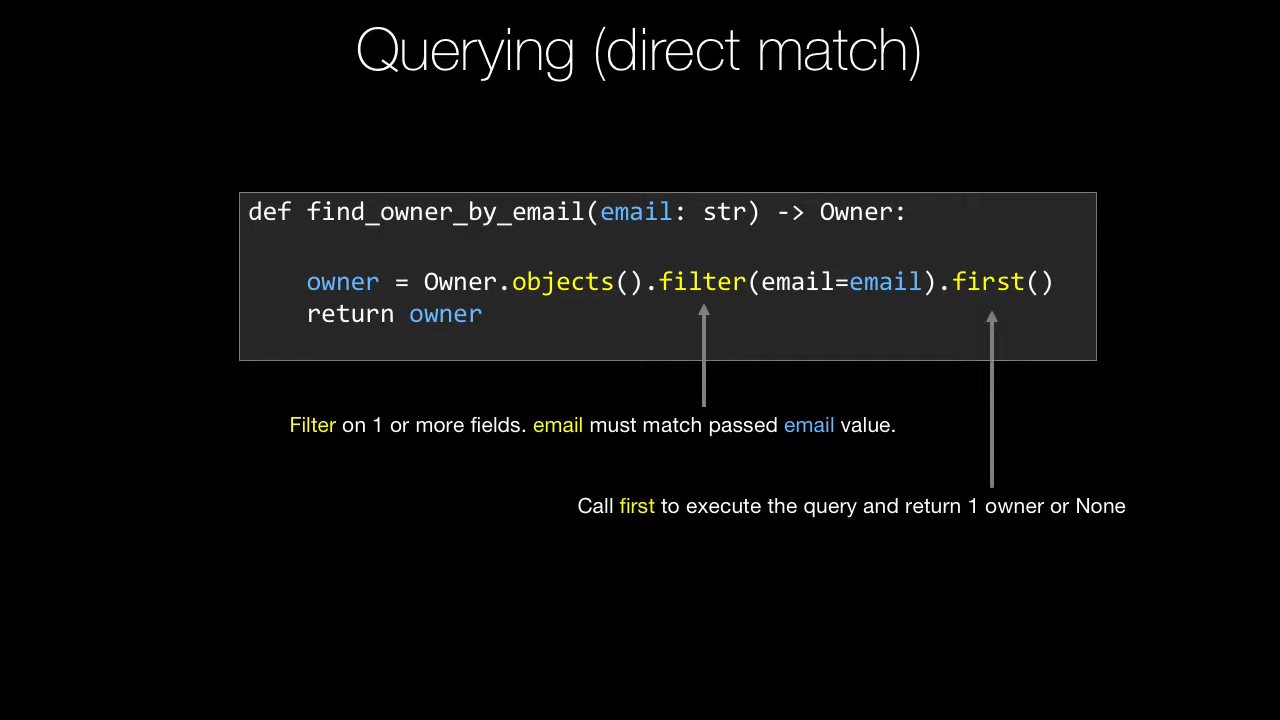 Querying (direct match)
def find_owner_by_email(email: str) -> Owner:
owner = Owner.objects().filter(email=email).first()
return owner
Filter on 1 or more fields. email must match passed email value.
Call first to execute the query and return 1 owner or None